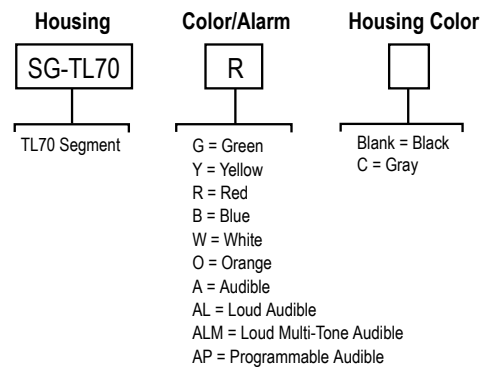 Housing Color/Alarm Housing Color
SG-TL70 R
TL70 Segment
G = Green
Y = Yellow
R = Red
B = Blue
W = White
O = Orange
A = Audible
AL = Loud Audible
ALM = Loud Multi-Tone Audible
AP = Programmable Audible
Blank = Black
C = Gray